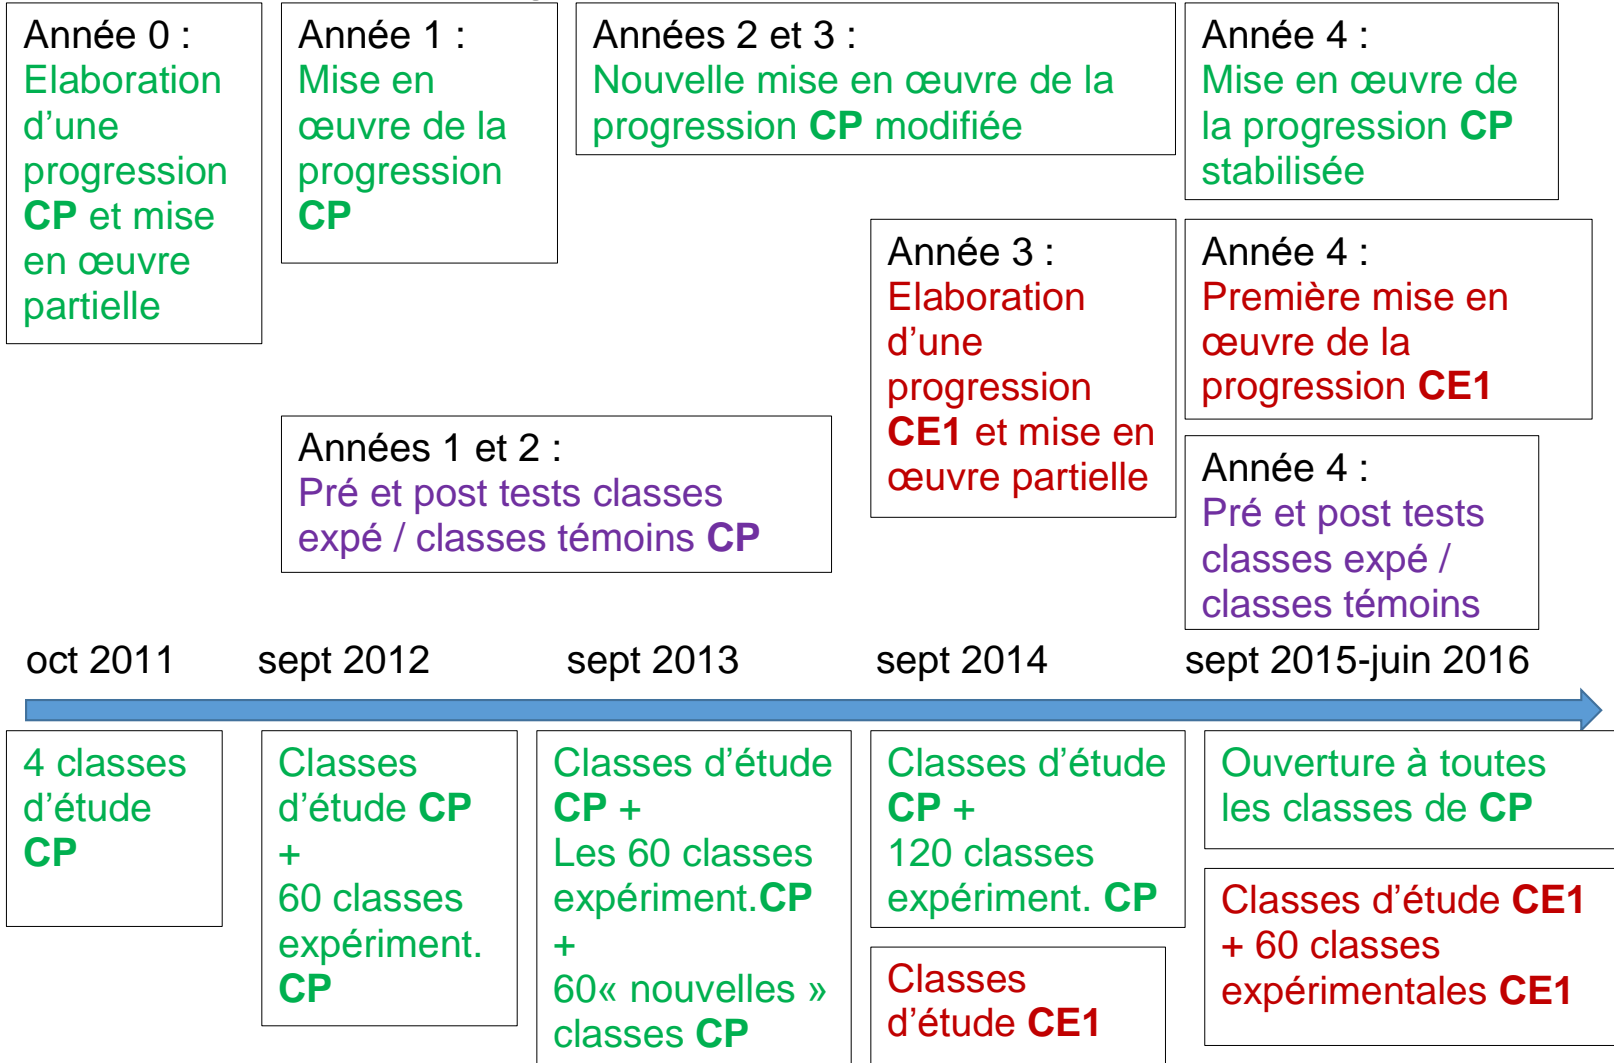 Année 0 :
Elaboration
d’une
progression
CP et mise
en œuvre
partielle
Année 1 :
Mise en
œuvre de la
progression
CP
Années 2 et 3 :
Nouvelle mise en œuvre de la
progression CP modifiée
Année 4 :
Mise en œuvre de
la progression CP
stabilisée
Année 3 :
Elaboration
d’une
progression
CE1 et mise en
œuvre partielle
Année 4 :
Première mise en
œuvre de la
progression CE1
Années 1 et 2 :
Pré et post tests classes
expé / classes témoins CP
Année 4 :
Pré et post tests
classes expé /
classes témoins
oct 2011
sept 2012
sept 2013
sept 2014
sept 2015-juin 2016
4 classes
d’étude
CP
Classes
d’étude CP
+
60 classes
expériment.
CP
Classes d’étude
CP +
Les 60 classes
expériment.CP
+
60« nouvelles »
classes CP
Classes d’étude
CP +
120 classes
expériment. CP
Classes
d’étude CE1
Ouverture à toutes
les classes de CP
Classes d’étude CE1
+ 60 classes
expérimentales CE1